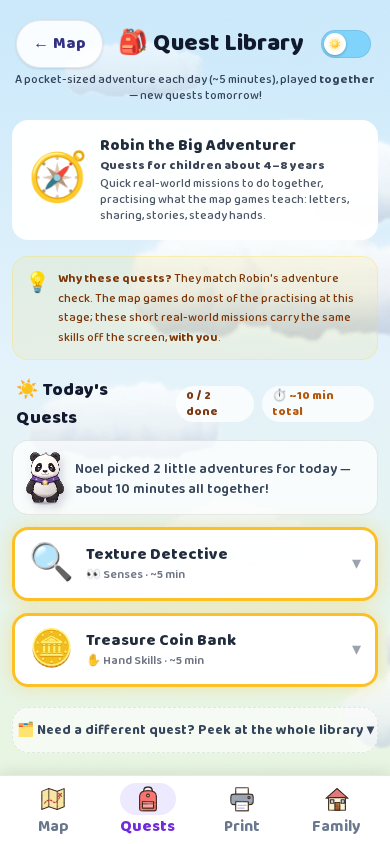 ← Map
🎒 Quest Library
A pocket-sized adventure each day (~5 minutes), played together
— new quests tomorrow!
Robin the Big Adventurer
Quests for children about 4–8 years
Quick real-world missions to do together,
practising what the map games teach: letters,
sharing, stories, steady hands.
💡 Why these quests? They match Robin's adventure
check. The map games do most of the practising at this
stage; these short real-world missions carry the same
skills off the screen, with you.
☀️ Today's
Quests
0 / 2
done
⏱️ ~10 min
total
Noel picked 2 little adventures for today —
about 10 minutes all together!
Texture Detective
👀 Senses · ~5 min
▼
Treasure Coin Bank
✋ Hand Skills · ~5 min
▼
🗂️ Need a different quest? Peek at the whole library ▾
Map
Quests
Print
Family